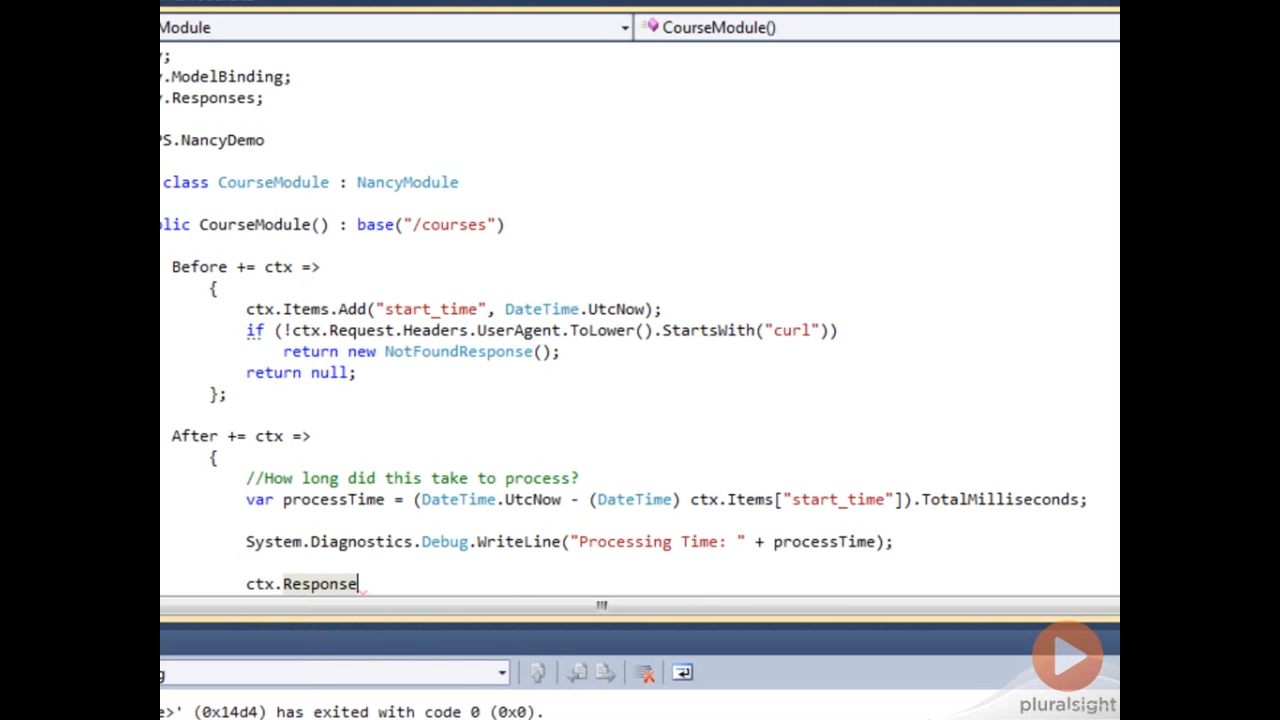 Module
CourseModule()
;
.ModelBinding;
.Responses;
S.NancyDemo
class CourseModule : NancyModule
lic CourseModule() : base("/courses")
Before += ctx =>
{
ctx.Items.Add("start_time", DateTime.UtcNow);
if (!ctx.Request.Headers.UserAgent.ToLower().StartsWith("curl"))
return new NotFoundResponse();
return null;
};
After += ctx =>
{
//How long did this take to process?
var processTime = (DateTime.UtcNow - (DateTime) ctx.Items["start_time"]).TotalMilliseconds;
System.Diagnostics.Debug.WriteLine("Processing Time: " + processTime);
ctx.Response
e>' (0x14d4) has exited with code 0 (0x0).
pluralsight